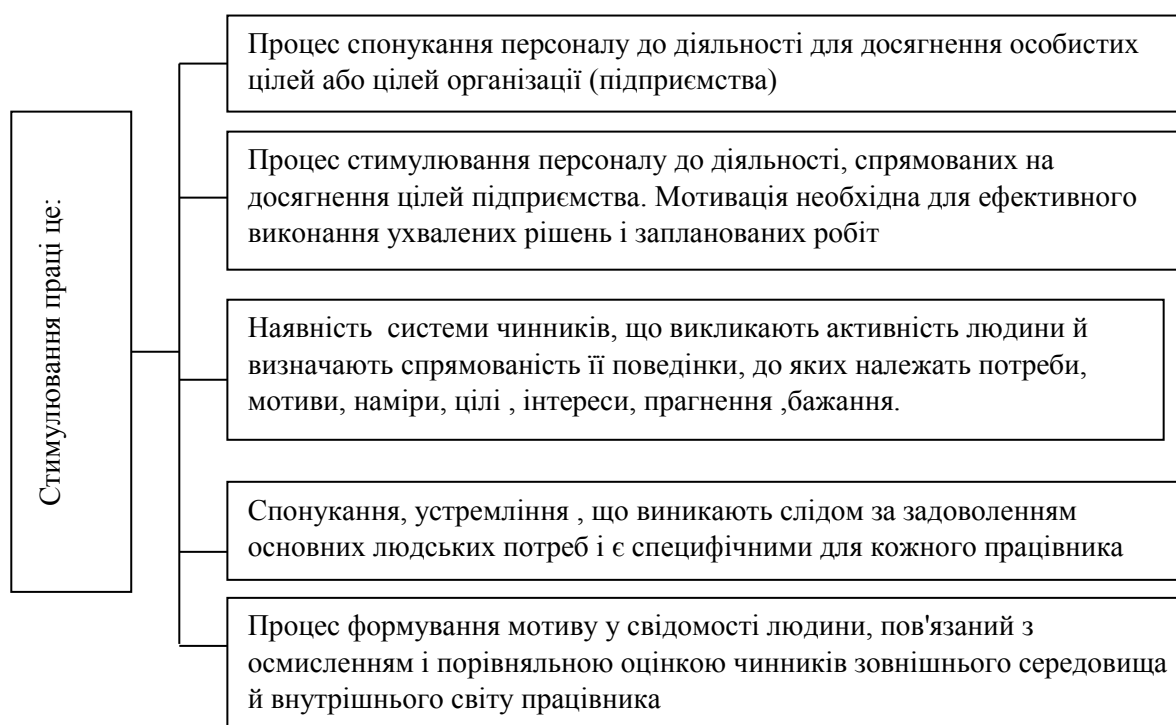 Стимулювання праці це:
Процес спонукання персоналу до діяльності для досягнення особистих
цілей або цілей організації (підприємства)
Процес стимулювання персоналу до діяльності, спрямованих на
досягнення цілей підприємства. Мотивація необхідна для ефективного
виконання ухвалених рішень і запланованих робіт
Наявність  системи чинників, що викликають активність людини й
визначають спрямованість її поведінки, до яких належать потреби,
мотиви, наміри, цілі , інтереси, прагнення ,бажання.
Спонукання, устремління , що виникають слідом за задоволенням
основних людських потреб і є специфічними для кожного працівника
Процес формування мотиву у свідомості людини, пов'язаний з
осмисленням і порівняльною оцінкою чинників зовнішнього середовища
й внутрішнього світу працівника